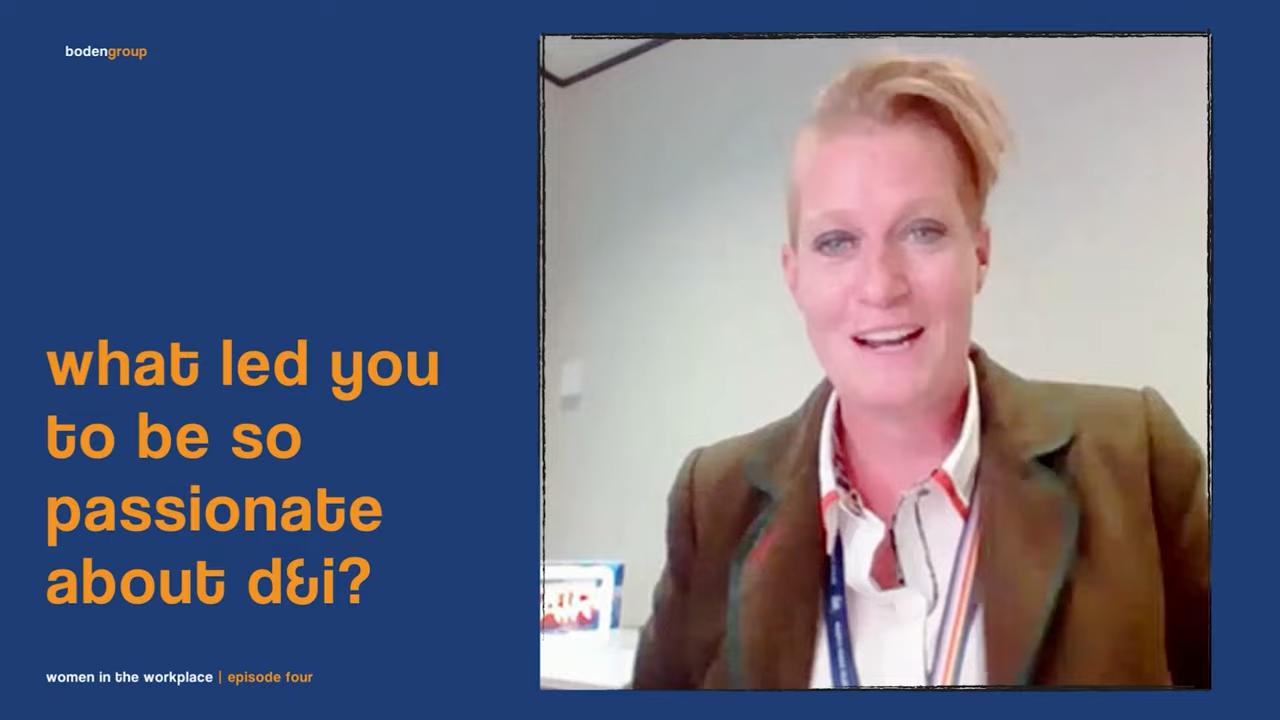 bodengroup
what led you
to be so
passionate
about d&i?
women in the workplace | episode four